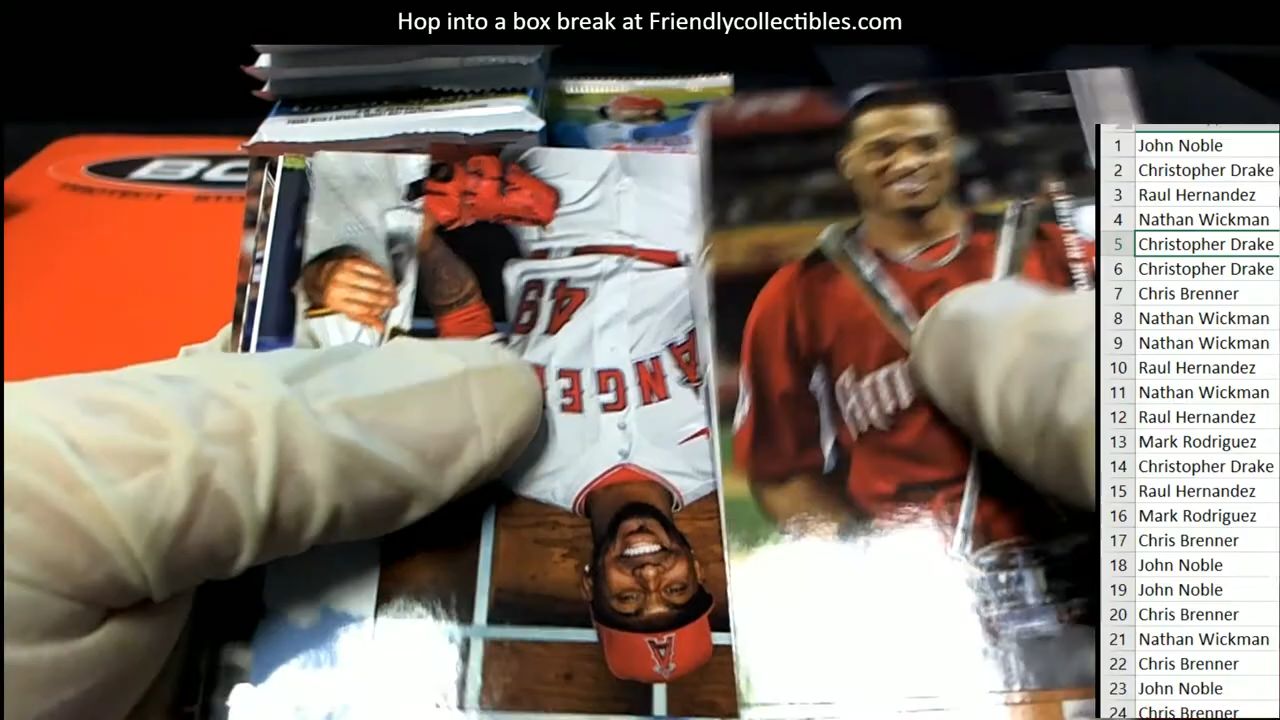 Hop into a box break at Friendlycollectibles.com
BC
PROTECT
ANGE
49
Am
A
1 John Noble
2 Christopher Drake
3 Raul Hernandez
4 Nathan Wickman
5 Christopher Drake
6 Christopher Drake
7 Chris Brenner
8 Nathan Wickman
9 Nathan Wickman
10 Raul Hernandez
11 Nathan Wickman
12 Raul Hernandez
13 Mark Rodriguez
14 Christopher Drake
15 Raul Hernandez
16 Mark Rodriguez
17 Chris Brenner
18 John Noble
19 John Noble
20 Chris Brenner
21 Nathan Wickman
22 Chris Brenner
23 John Noble
24 Chris Brenner